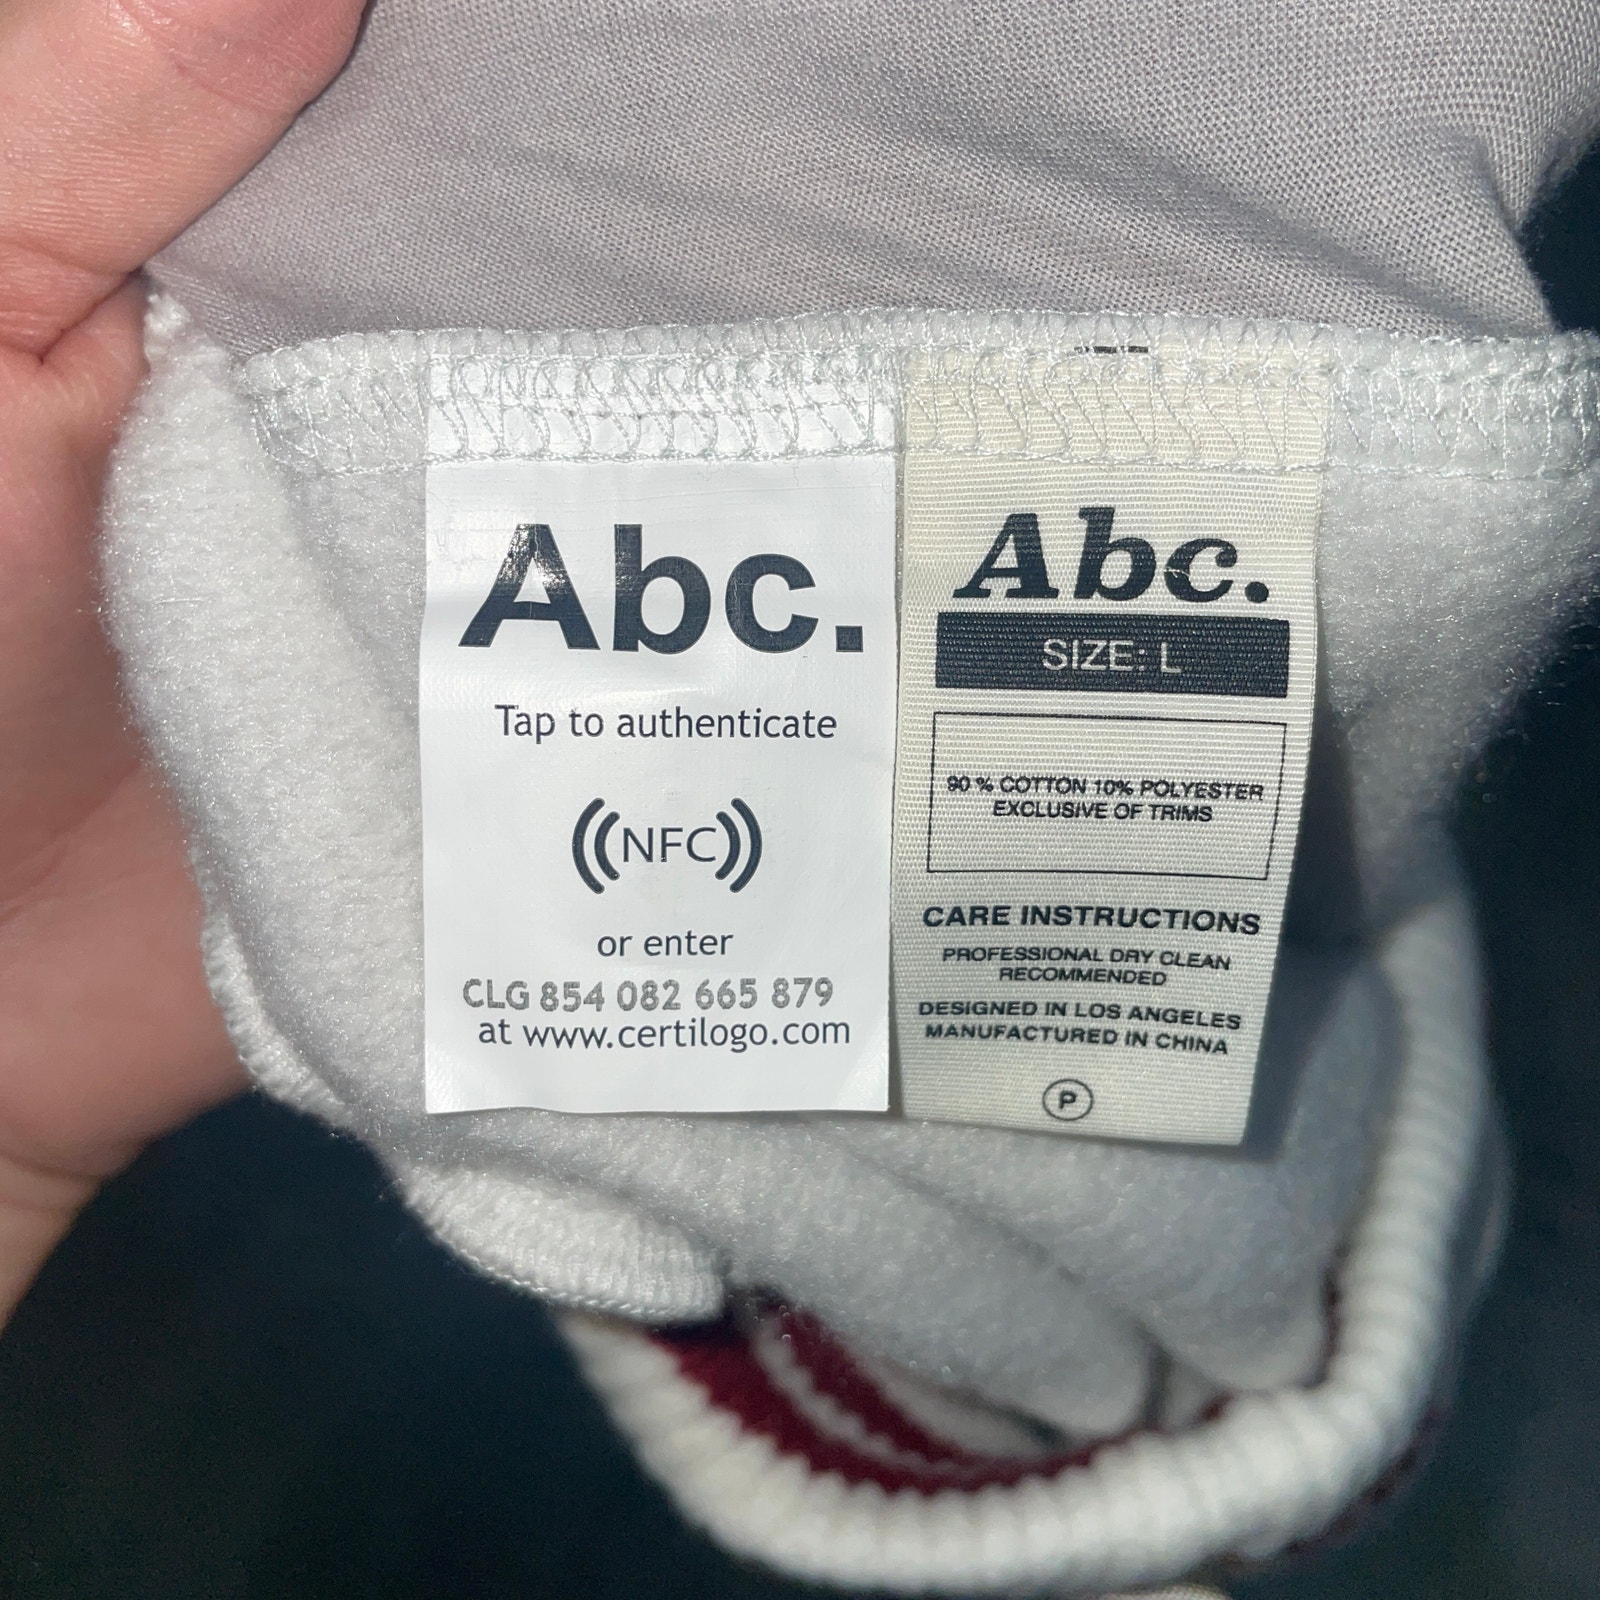 Abc.
Tap to authenticate
((NFC))
or enter
CLG 854 082 665 879
at www.certilogo.com
Abc.
SIZE: L
90 % COTTON 10% POLYESTER
EXCLUSIVE OF TRIMS
CARE INSTRUCTIONS
PROFESSIONAL DRY CLEAN
RECOMMENDED
DESIGNED IN LOS ANGELES
MANUFACTURED IN CHINA
P